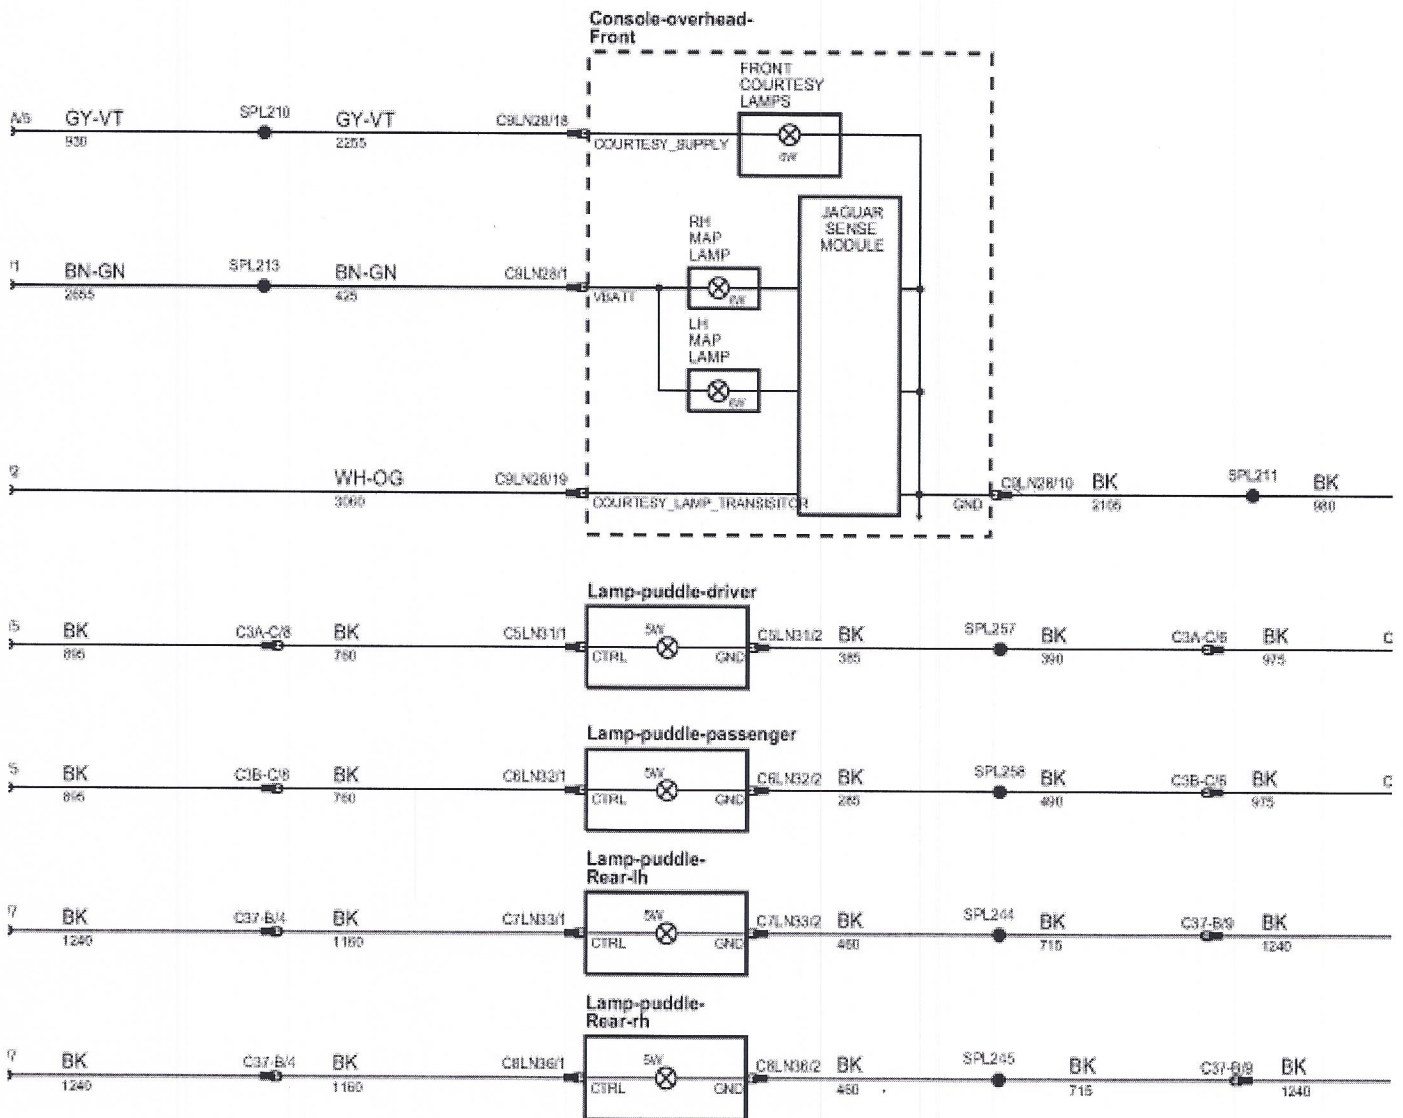 Console-overhead-
Front
FRONT
COURTESY
LAMPS
A/5
GY-VT
930
SPL210
GY-VT
2255
C9LN28/18
COURTESY_SUPPLY
RH
MAP
LAMP
JAGUAR
SENSE
MODULE
BN-GN
2655
SPL213
BN-GN
425
C9LN28/1
VBATT
LH
MAP
LAMP
WH-OG
3060
C9LN28/19
COURTESY_LAMP_TRANSISITOR
GND
C9LN28/10
BK
2105
SPL211
BK
980
Lamp-puddle-driver
/5
BK
895
C3A-C/8
BK
760
C5LN31/1
5W
CTRL
GND
C5LN31/2
BK
385
SPL257
BK
390
C3A-C/6
BK
975
Lamp-puddle-passenger
BK
895
C3B-C/8
BK
760
C6LN32/1
5W
CTRL
GND
C6LN32/2
BK
285
SPL258
BK
490
C3B-C/6
BK
975
Lamp-puddle-
Rear-lh
BK
1240
C37-B/4
BK
1160
C7LN33/1
5W
CTRL
GND
C7LN33/2
BK
460
SPL244
BK
715
C37-B/9
BK
1240
Lamp-puddle-
Rear-rh
BK
1240
C37-B/4
BK
1160
C8LN36/1
5W
CTRL
GND
C8LN36/2
BK
460
SPL245
BK
715
C37-B/9
BK
1240